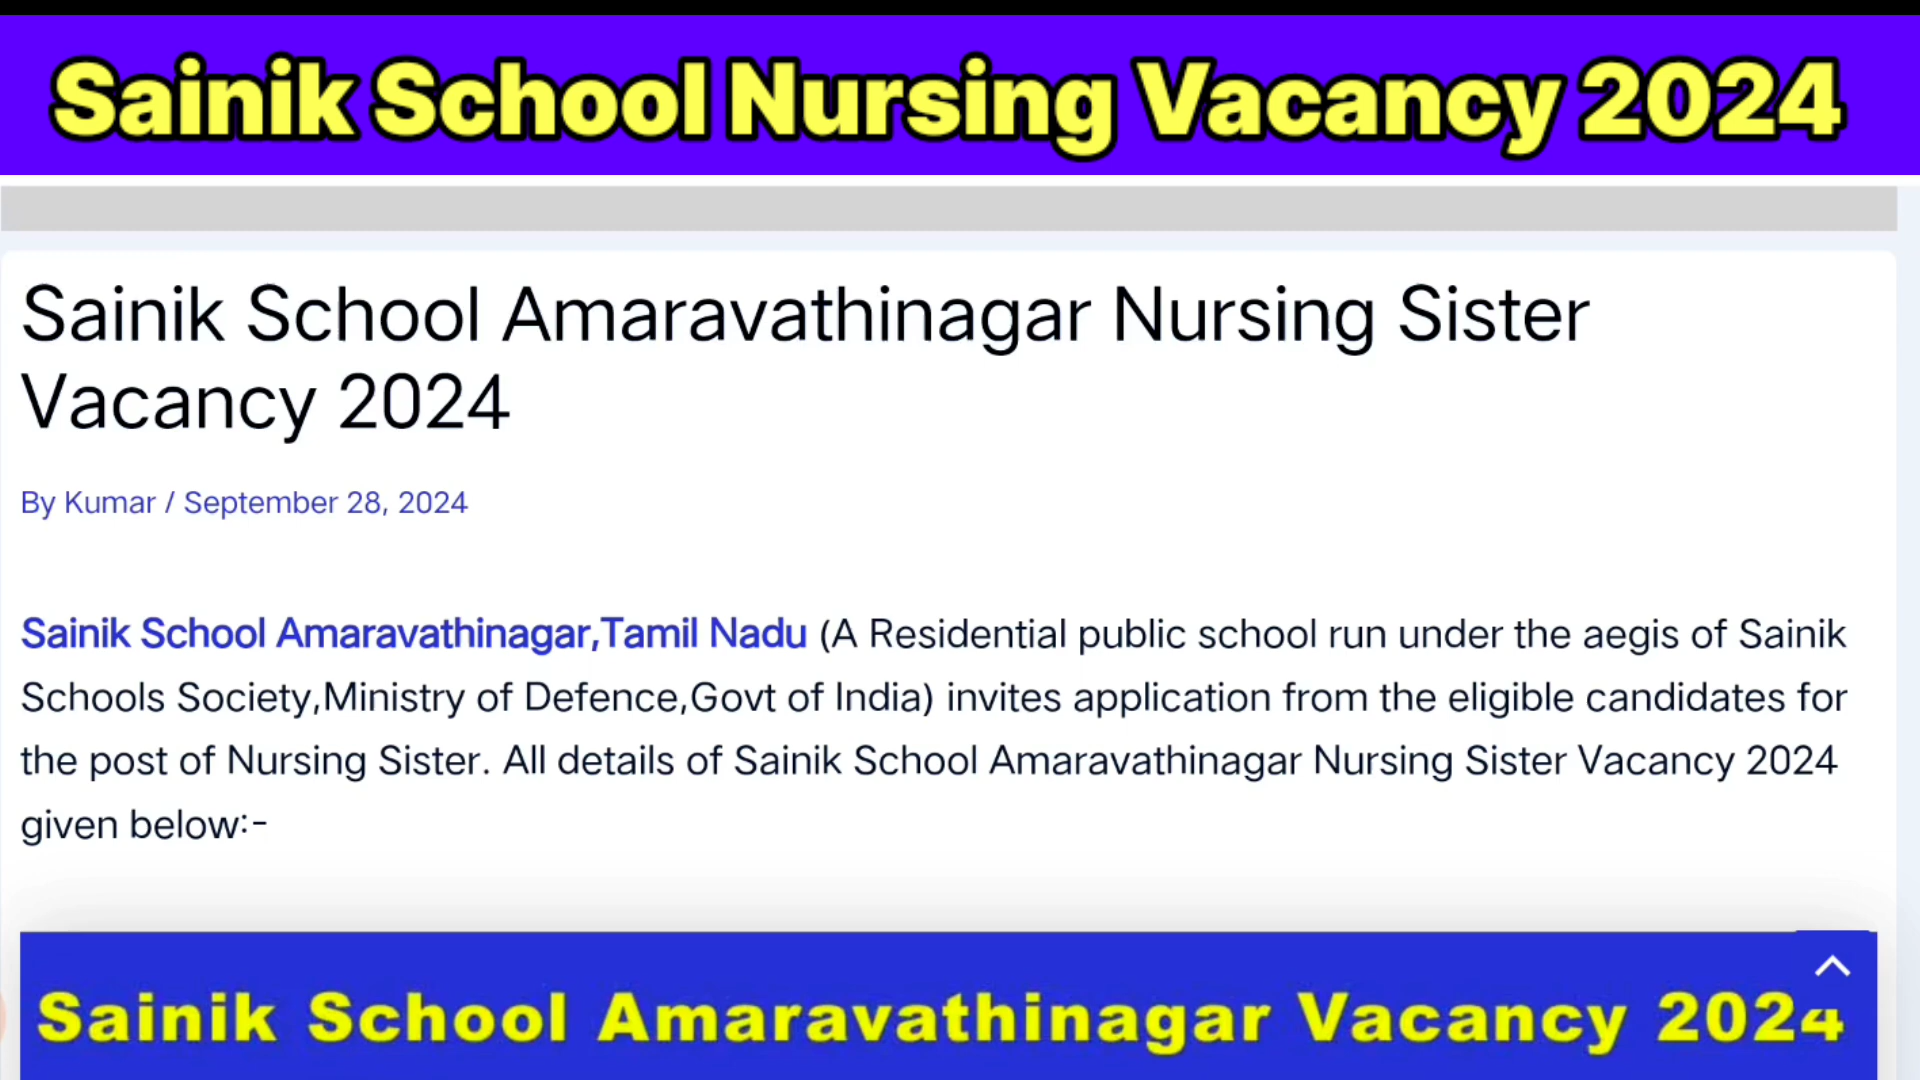 Sainik School Nursing Vacancy 2024
Sainik School Amaravathinagar Nursing Sister
Vacancy 2024
By Kumar / September 28, 2024
Sainik School Amaravathinagar,Tamil Nadu (A Residential public school run under the aegis of Sainik
Schools Society,Ministry of Defence,Govt of India) invites application from the eligible candidates for
the post of Nursing Sister. All details of Sainik School Amaravathinagar Nursing Sister Vacancy 2024
given below:-
Sainik School Amaravathinagar Vacancy 2024